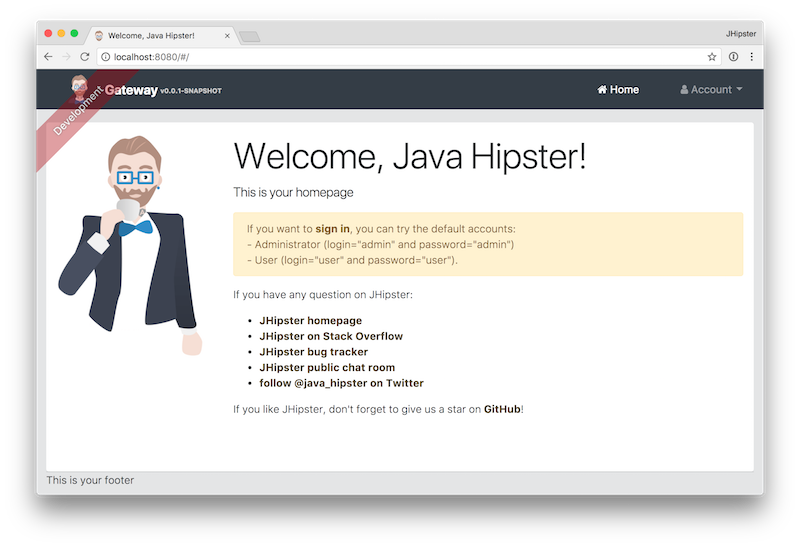 Welcome, Java Hipster!
JHipster
localhost:8080/#/
Development
Gateway v0.0.1-SNAPSHOT
Home
Account
Welcome, Java Hipster!
This is your homepage
If you want to sign in, you can try the default accounts:
- Administrator (login="admin" and password="admin")
- User (login="user" and password="user").
If you have any question on JHipster:
• JHipster homepage
• JHipster on Stack Overflow
• JHipster bug tracker
• JHipster public chat room
• follow @java_hipster on Twitter
If you like JHipster, don't forget to give us a star on GitHub!
This is your footer